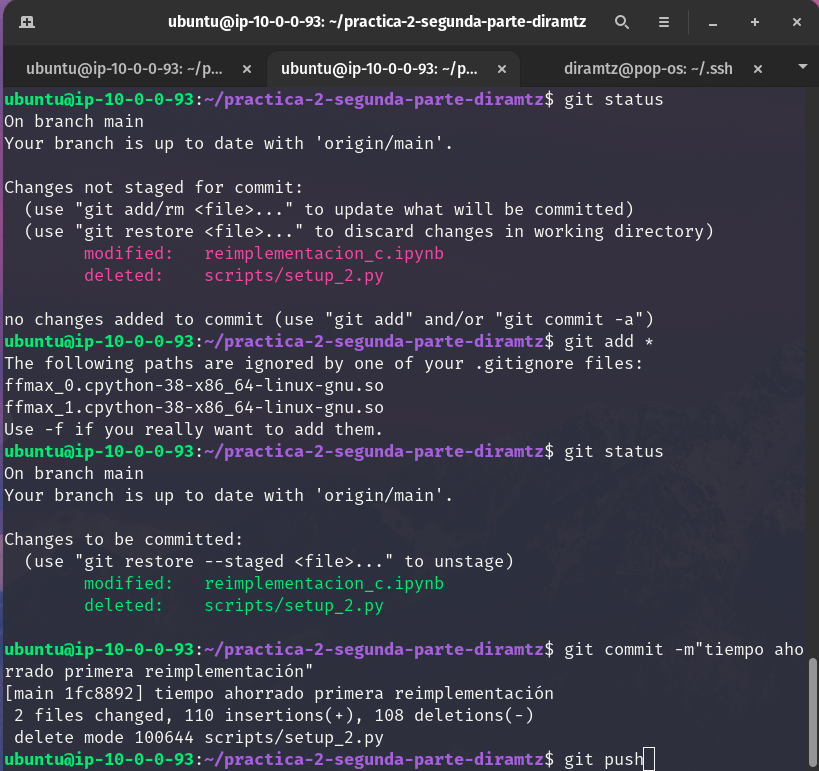 ubuntu@ip-10-0-0-93: ~/practica-2-segunda-parte-diramtz
ubuntu@ip-10-0-0-93: ~/p...
ubuntu@ip-10-0-0-93: ~/p...
diramtz@pop-os: ~/.ssh
ubuntu@ip-10-0-0-93:~/practica-2-segunda-parte-diramtz$ git status
On branch main
Your branch is up to date with 'origin/main'.
Changes not staged for commit:
  (use "git add/rm <file>..." to update what will be committed)
  (use "git restore <file>..." to discard changes in working directory)
        modified:   reimplementacion_c.ipynb
        deleted:    scripts/setup_2.py
no changes added to commit (use "git add" and/or "git commit -a")
ubuntu@ip-10-0-0-93:~/practica-2-segunda-parte-diramtz$ git add *
The following paths are ignored by one of your .gitignore files:
ffmax_0.cpython-38-x86_64-linux-gnu.so
ffmax_1.cpython-38-x86_64-linux-gnu.so
Use -f if you really want to add them.
ubuntu@ip-10-0-0-93:~/practica-2-segunda-parte-diramtz$ git status
On branch main
Your branch is up to date with 'origin/main'.
Changes to be committed:
  (use "git restore --staged <file>..." to unstage)
        modified:   reimplementacion_c.ipynb
        deleted:    scripts/setup_2.py
ubuntu@ip-10-0-0-93:~/practica-2-segunda-parte-diramtz$ git commit -m"tiempo aho
rrado primera reimplementación"
[main 1fc8892] tiempo ahorrado primera reimplementación
 2 files changed, 110 insertions(+), 108 deletions(-)
 delete mode 100644 scripts/setup_2.py
ubuntu@ip-10-0-0-93:~/practica-2-segunda-parte-diramtz$ git push